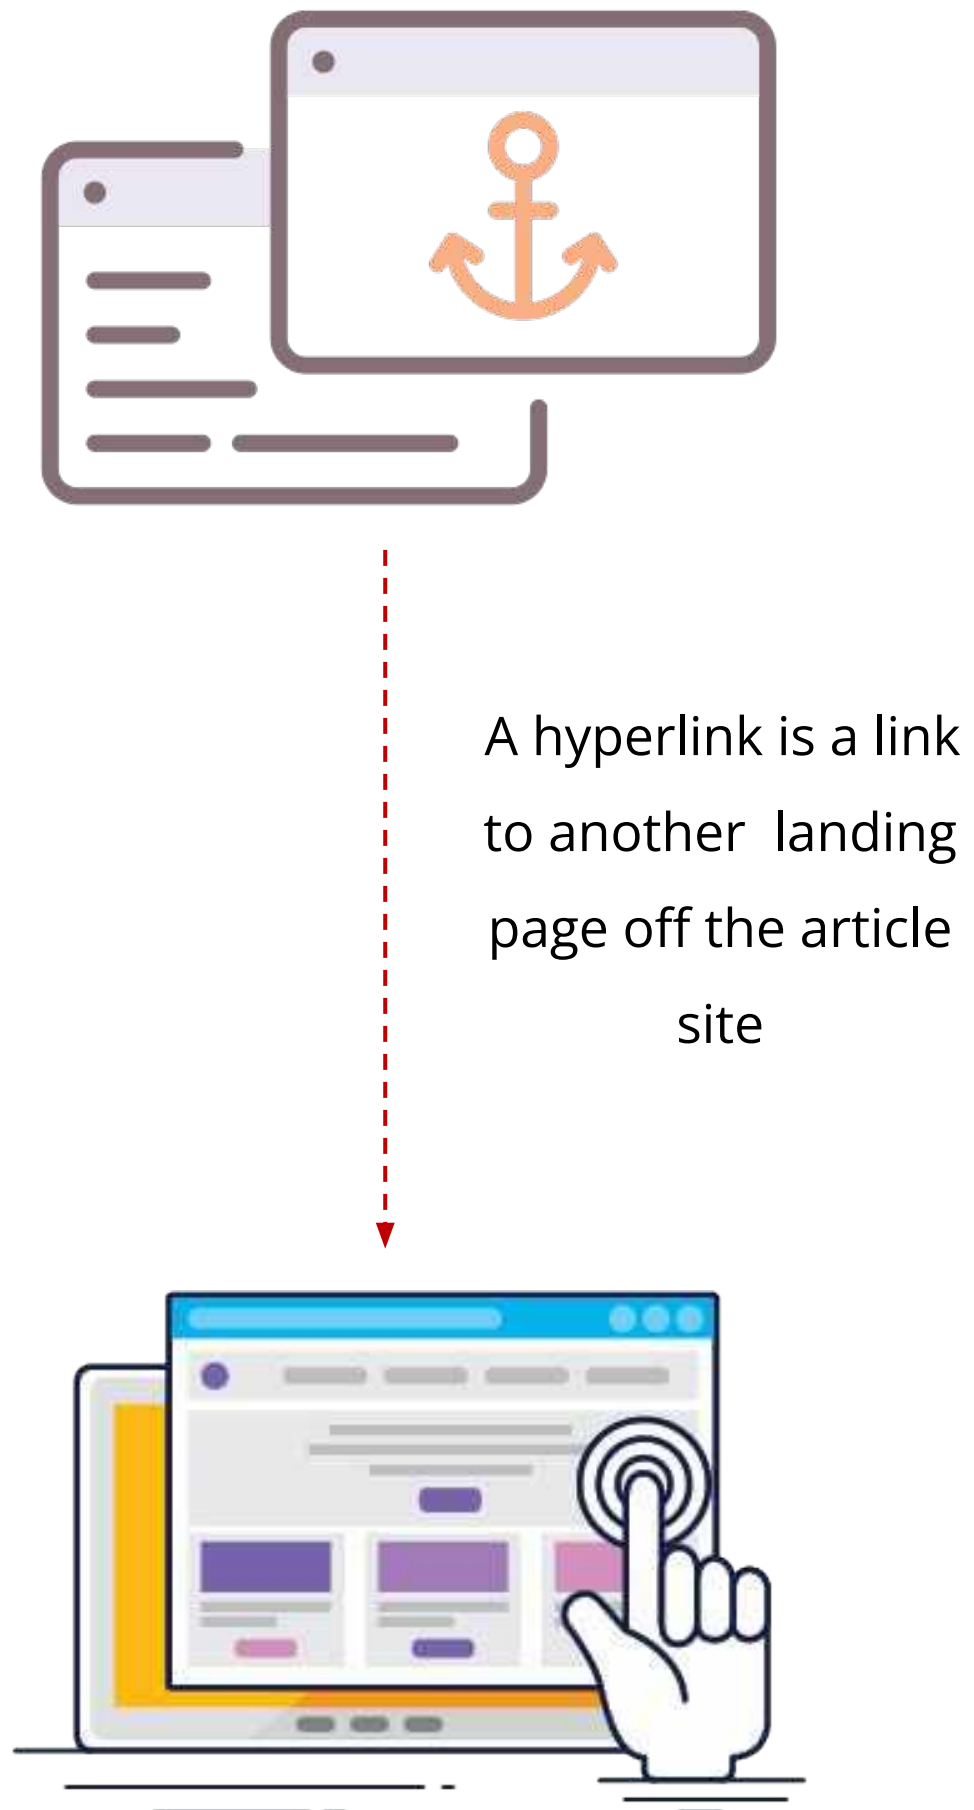 A hyperlink is a link
to another  landing
page off the article
site